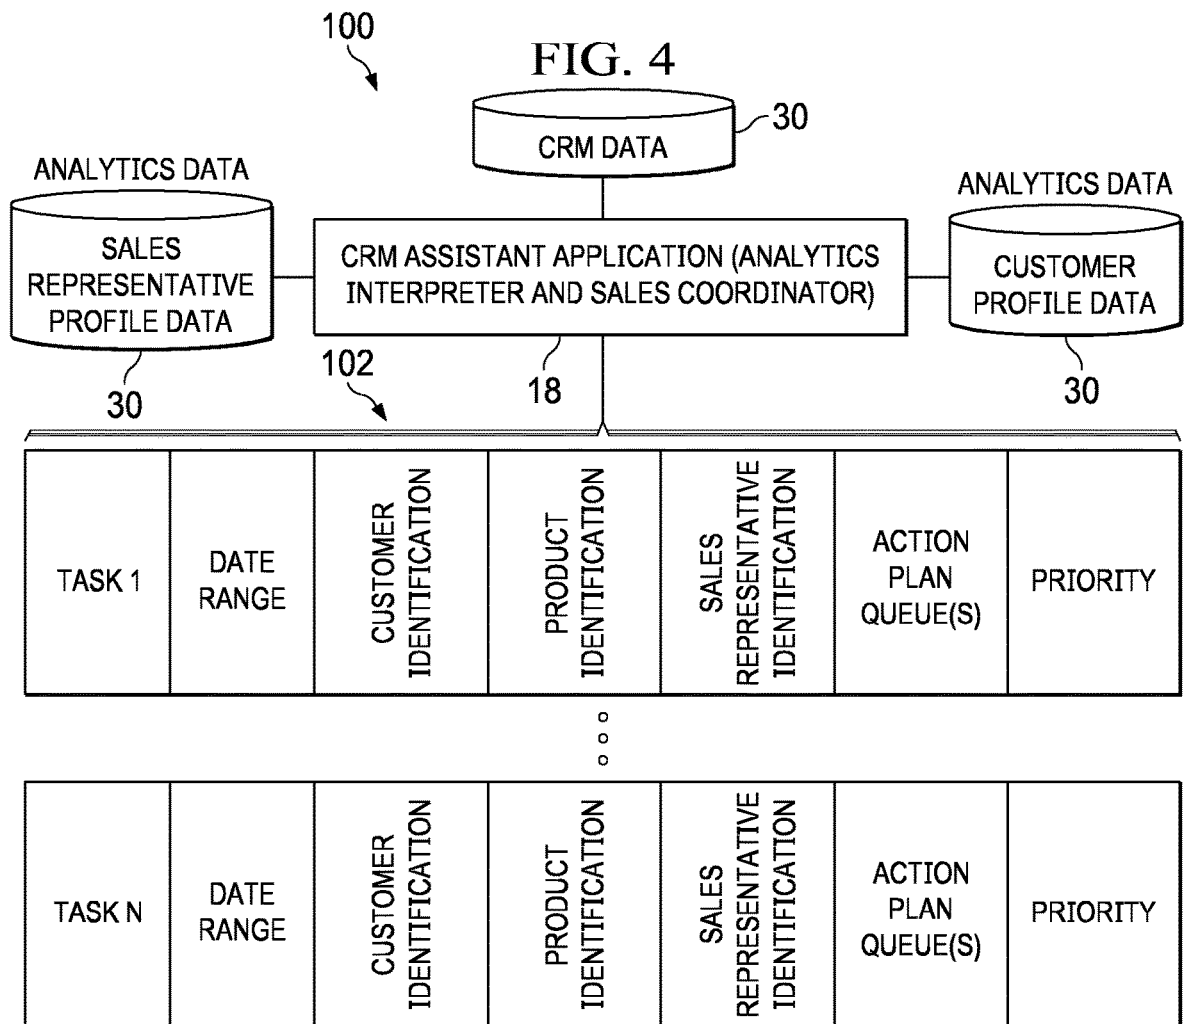 100
FIG. 4
CRM DATA
30
ANALYTICS DATA
SALES
REPRESENTATIVE
PROFILE DATA
30
CRM ASSISTANT APPLICATION (ANALYTICS
INTERPRETER AND SALES COORDINATOR)
18
ANALYTICS DATA
CUSTOMER
PROFILE DATA
30
102
TASK 1
DATE
RANGE
CUSTOMER
IDENTIFICATION
PRODUCT
IDENTIFICATION
SALES
REPRESENTATIVE
IDENTIFICATION
ACTION
PLAN
QUEUE(S)
PRIORITY
TASK N
DATE
RANGE
CUSTOMER
IDENTIFICATION
PRODUCT
IDENTIFICATION
SALES
REPRESENTATIVE
IDENTIFICATION
ACTION
PLAN
QUEUE(S)
PRIORITY